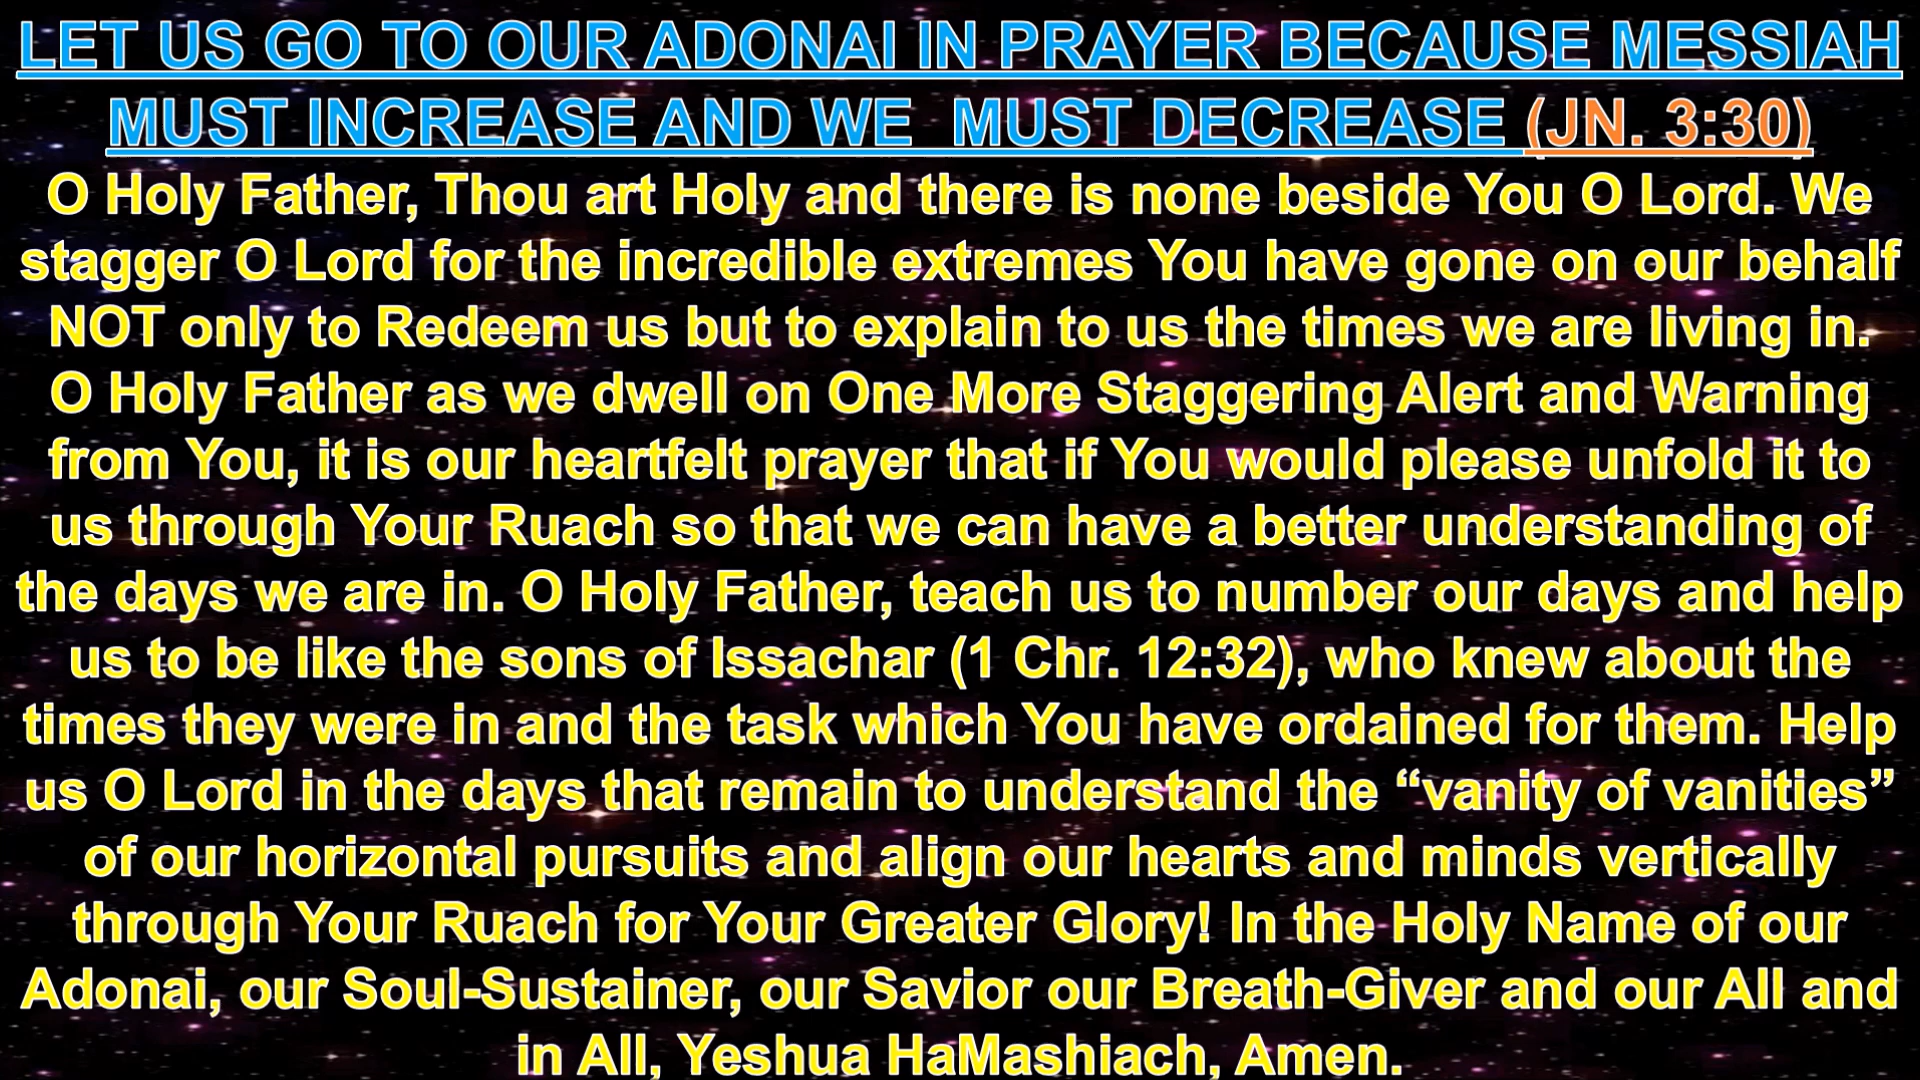 LET US GO TO OUR ADONAI IN PRAYER BECAUSE MESSIAH
MUST INCREASE AND WE  MUST DECREASE (JN. 3:30)
O Holy Father, Thou art Holy and there is none beside You O Lord. We
stagger O Lord for the incredible extremes You have gone on our behalf
NOT only to Redeem us but to explain to us the times we are living in.
O Holy Father as we dwell on One More Staggering Alert and Warning
from You, it is our heartfelt prayer that if You would please unfold it to
us through Your Ruach so that we can have a better understanding of
the days we are in. O Holy Father, teach us to number our days and help
us to be like the sons of Issachar (1 Chr. 12:32), who knew about the
times they were in and the task which You have ordained for them. Help
us O Lord in the days that remain to understand the “vanity of vanities”
of our horizontal pursuits and align our hearts and minds vertically
through Your Ruach for Your Greater Glory! In the Holy Name of our
Adonai, our Soul-Sustainer, our Savior our Breath-Giver and our All and
in All, Yeshua HaMashiach, Amen.